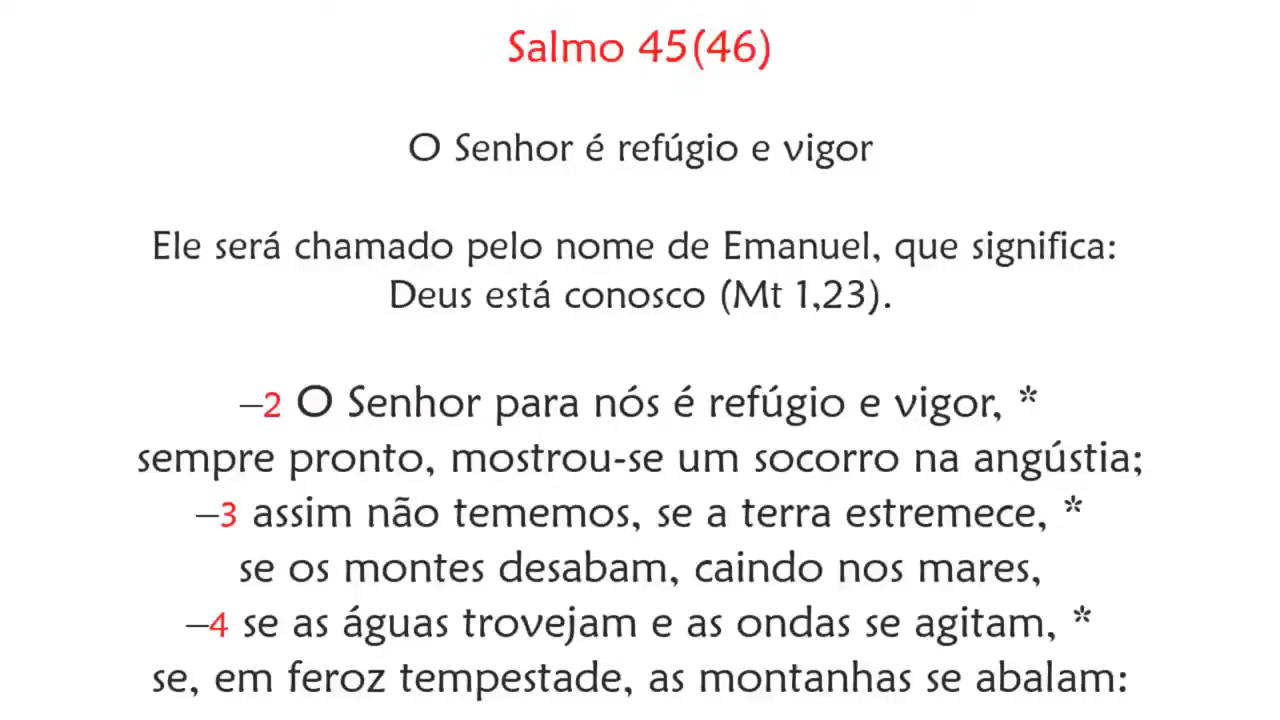 Salmo 45(46)
O Senhor é refúgio e vigor
Ele será chamado pelo nome de Emanuel, que significa:
Deus está conosco (Mt 1,23).
–2 O Senhor para nós é refúgio e vigor, *
sempre pronto, mostrou-se um socorro na angústia;
–3 assim não tememos, se a terra estremece, *
se os montes desabam, caindo nos mares,
–4 se as águas trovejam e as ondas se agitam, *
se, em feroz tempestade, as montanhas se abalam: